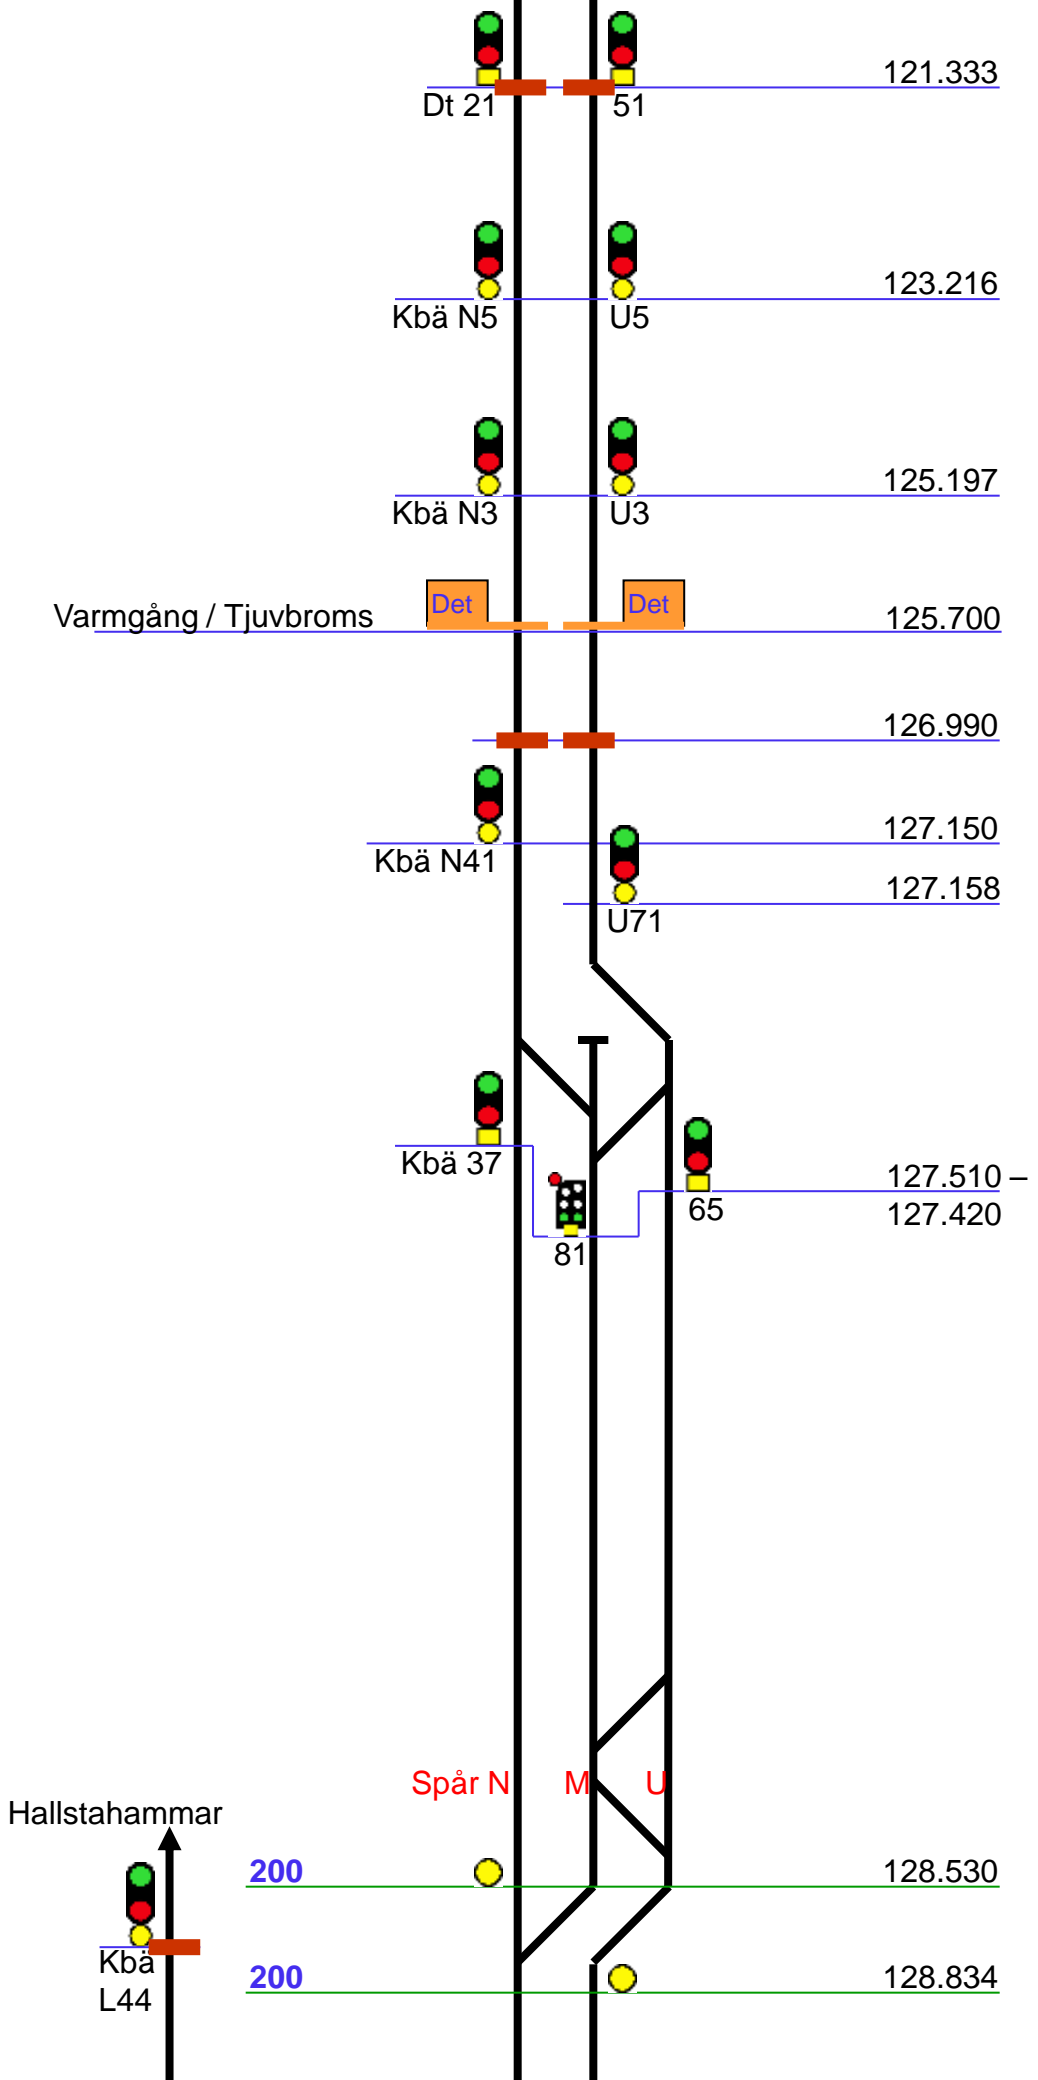 121.333
Dt 21
51
123.216
Kbä N5
U5
125.197
Kbä N3
U3
Det
Det
Varmgång / Tjuvbroms
125.700
126.990
127.150
Kbä N41
127.158
U71
Kbä 37
127.510 –
65
127.420
81
Spår N
M
U
Hallstahammar
200
128.530
Kbä
L44
200
128.834